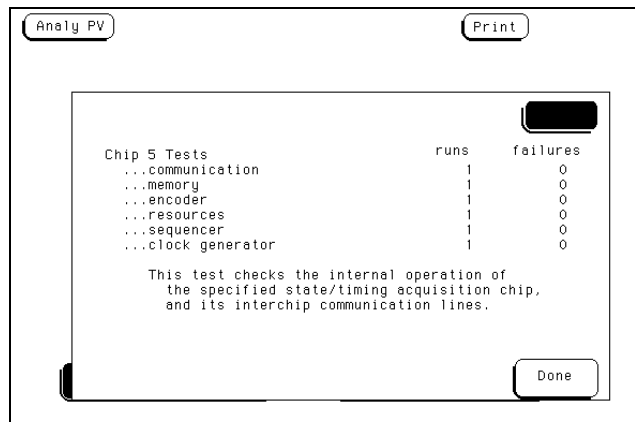 Analy PV Print
Chip 5 Tests runs failures
...communication 1 0
...memory 1 0
...encoder 1 0
...resources 1 0
...sequencer 1 0
...clock generator 1 0
This test checks the internal operation of
the specified state/timing acquisition chip,
and its interchip communication lines.
Done